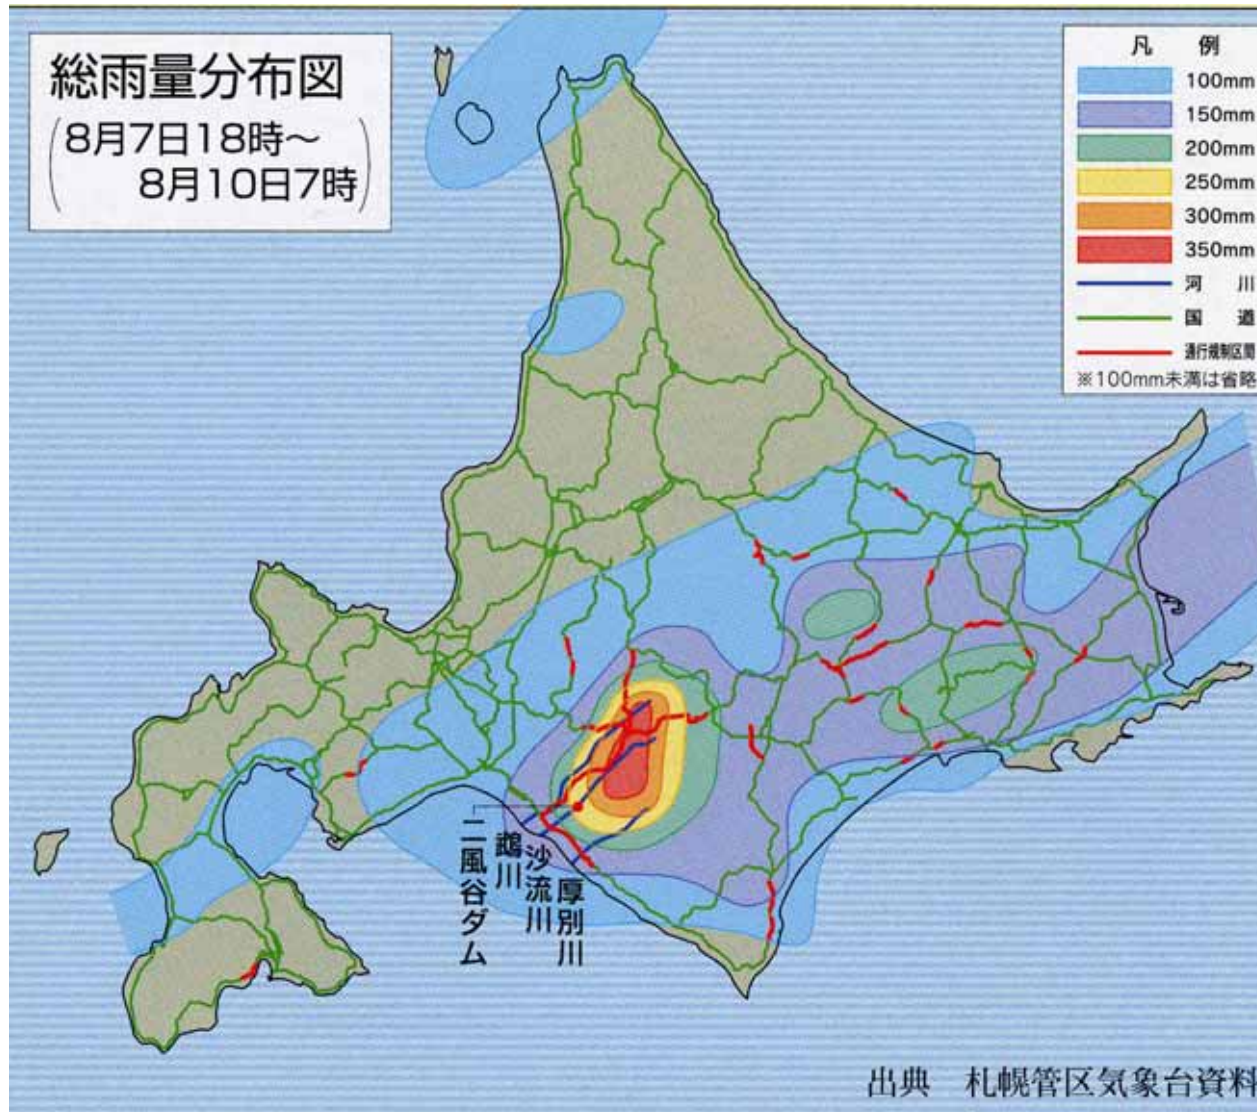 総雨量分布図
8月7日18時〜
8月10日7時
凡 例
100mm
150mm
200mm
250mm
300mm
350mm
河 川
国 道
通行規制区間
※100mm未満は省略
二風谷ダム
鵡川
沙流川
厚別川
出典 札幌管区気象台資料